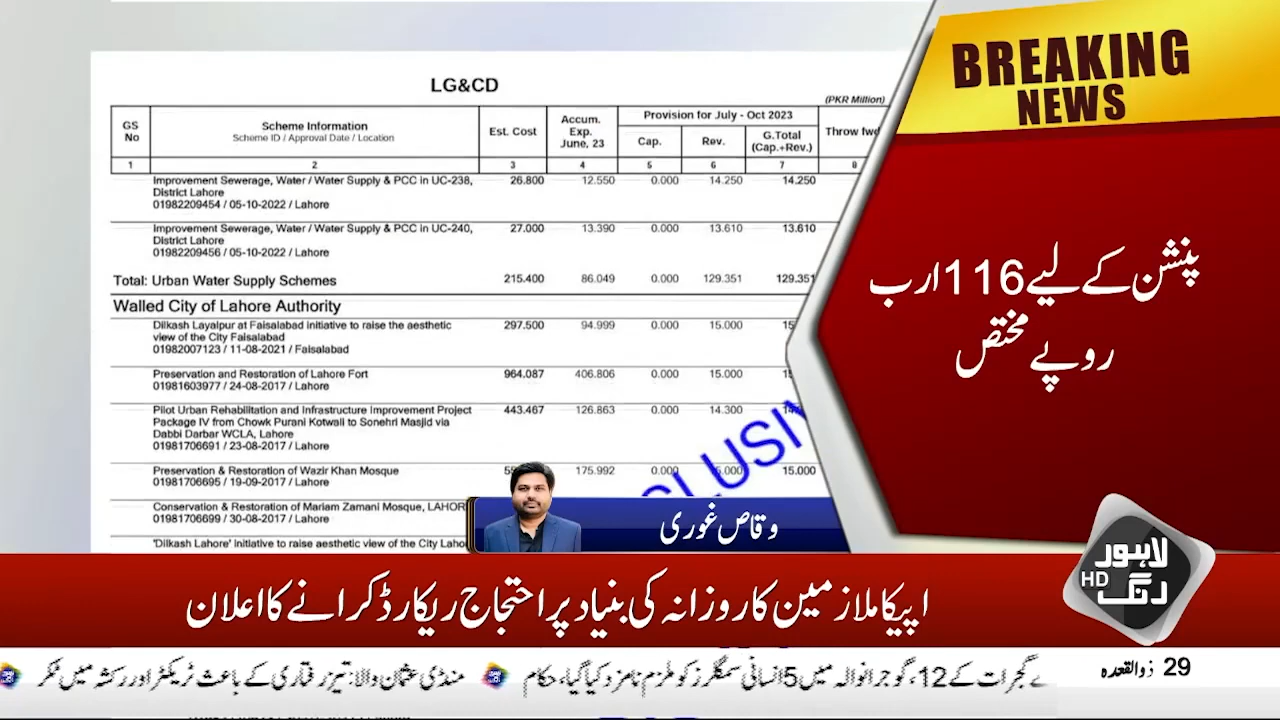 LG&CD
(PKR Million)
GS No
Scheme Information
Scheme ID / Approval Date / Location
Est. Cost
Accum. Exp. June, 23
Provision for July - Oct 2023
Cap.
Rev.
G.Total (Cap.+Rev.)
Throw fwd
1 2 3 4 5 6 7 8
Improvement Sewerage, Water / Water Supply & PCC in UC-238, 26.800 12.550 0.000 14.250 14.250
District Lahore
01982209454 / 05-10-2022 / Lahore
Improvement Sewerage, Water / Water Supply & PCC in UC-240, 27.000 13.390 0.000 13.610 13.610
District Lahore
01982209456 / 05-10-2022 / Lahore
Total: Urban Water Supply Schemes 215.400 86.049 0.000 129.351 129.351
Walled City of Lahore Authority
Dilkash Layalpur at Faisalabad initiative to raise the aesthetic 297.500 94.999 0.000 15.000 15
view of the City Faisalabad
01982007123 / 11-08-2021 / Faisalabad
Preservation and Restoration of Lahore Fort 964.087 406.806 0.000 15.000
01981603977 / 24-08-2017 / Lahore
Pilot Urban Rehabilitation and Infrastructure Improvement Project 443.467 126.863 0.000 14.300
Package IV from Chowk Purani Kotwali to Sonehri Masjid via
Dabbi Darbar WCLA, Lahore
01981706691 / 23-08-2017 / Lahore
Preservation & Restoration of Wazir Khan Mosque 175.992 0.000 15.000
01981706695 / 19-09-2017 / Lahore
Conservation & Restoration of Mariam Zamani Mosque, LAHOR
01981706699 / 30-08-2017 / Lahore
'Dilkash Lahore' initiative to raise aesthetic view of the City Laho
BREAKING
NEWS
پنشن کے لیے 116 ارب
روپے مختص
وقاص غوری
اپیکا ملازمین کا روزانہ کی بنیاد پر احتجاج ریکارڈ کرانے کا اعلان
لاہور
رنگ
HD
29 ذوالقعدہ
گجرات کے 12، گوجرانوالہ میں 5 انسانی سمگلرز کو ملزم نامزد کیا گیا، حکام
منڈی عثمان والا: تیز رفتاری کے باعث ٹریکٹر اور رکشہ میں ٹکر